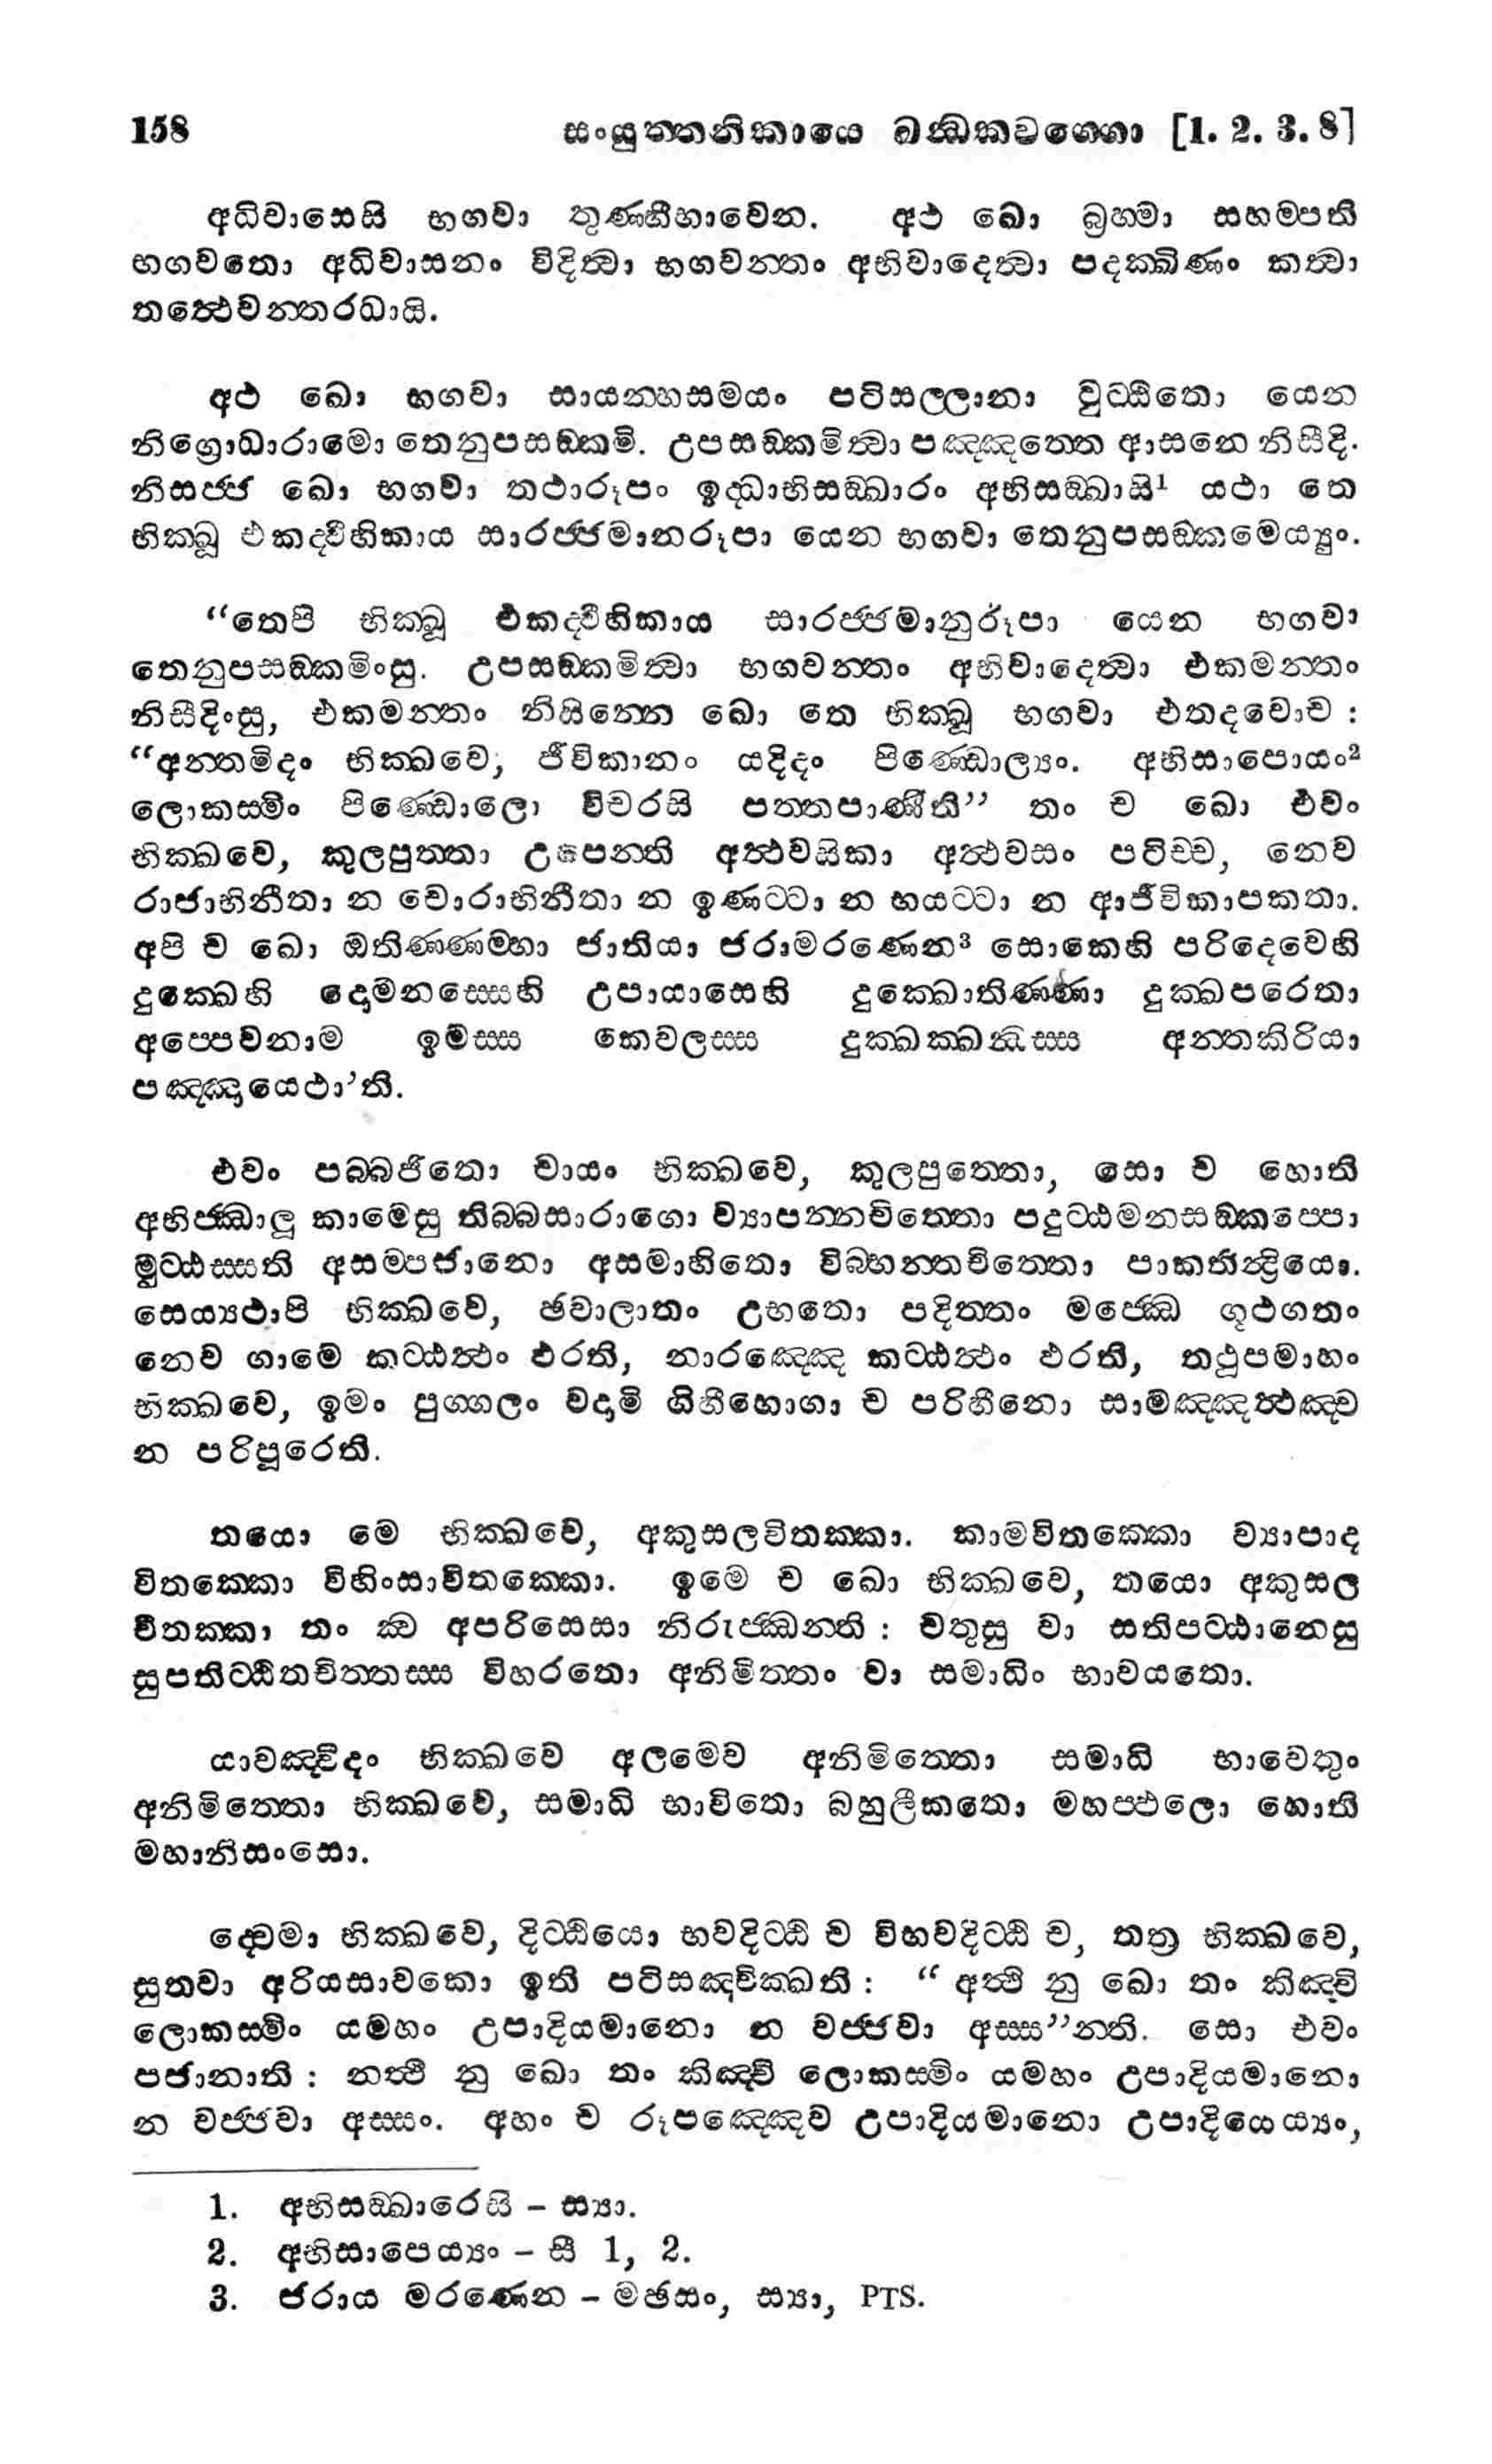 158 සංයුත්තනිකායෙ ඛන්ධකවග්ගො [1. 2. 3. 8]
අධිවාසෙසි භගවා තුණ්හීභාවෙන. අථ ඛො බ්‍රහ්මා සහම්පති
භගවතො අධිවාසනං විදිත්වා භගවන්තං අභිවාදෙත්වා පදක්ඛිණං කත්වා
තත්ථෙවන්තරධායි.
අථ ඛො භගවා සායන්හසමයං පටිසල්ලානා වුට්ඨිතො යෙන
නිග්‍රොධාරාමො තෙනුපසඞ්කමි. උපසඞ්කමිත්වා පඤ්ඤත්තෙ ආසනෙ නිසීදි.
නිසජ්ජ ඛො භගවා තථාරූපං ඉද්ධාභිසඞ්ඛාරං අභිසඞ්ඛායි¹ යථා තෙ
භික්ඛූ එකද්වීහිකාය සාරජ්ජමානරූපා යෙන භගවා තෙනුපසඞ්කමෙය්‍යුං.
“තෙපි භික්ඛූ එකද්වීහිකාය සාරජ්ජමානුරූපා යෙන භගවා
තෙනුපසඞ්කමිංසු. උපසඞ්කමිත්වා භගවන්තං අභිවාදෙත්වා එකමන්තං
නිසීදිංසු, එකමන්තං නිසින්නෙ ඛො තෙ භික්ඛූ භගවා එතදවොච :
“අන්තමිදං භික්ඛවෙ, ජීවිකානං යදිදං පිණ්ඩොල්‍යං. අභිසාපොයං²
ලොකස්මිං පිණ්ඩොලො විචරසි පත්තපාණීති” තං ච ඛො එවං
භික්ඛවෙ, කුලපුත්තා උපෙන්ති අත්ථවසිකා අත්ථවසං පටිච්ච, නෙව
රාජාභිනීතා න චොරාභිනීතා න ඉණට්ටා න භයට්ටා න ආජීවිකාපකතා.
අපි ච ඛො ඔතිණ්ණම්හා ජාතියා ජරාමරණෙන³ සොකෙහි පරිදෙවෙහි
දුක්ඛෙහි දොමනස්සෙහි උපායාසෙහි දුක්ඛොතිණ්ණා දුක්ඛපරෙතා
අප්පෙවනාම ඉමස්ස කෙවලස්ස දුක්ඛක්ඛන්ධස්ස අන්තකිරියා
පඤ්ඤායෙථා’ති.
එවං පබ්බජිතො චායං භික්ඛවෙ, කුලපුත්තො, සො ච හොති
අභිජ්ඣාලූ කාමෙසු තිබ්බසාරාගො ව්‍යාපන්නචිත්තො පදුට්ඨමනසඞ්කප්පො
මුට්ඨස්සති අසම්පජානො අසමාහිතො විබ්භන්තචිත්තො පාකතින්ද්‍රියො.
සෙය්‍යථාපි භික්ඛවෙ, ඡවාලාතං උභතො පදිත්තං මජ්ඣෙ ගූථගතං
නෙව ගාමෙ කට්ඨත්ථං ඵරති, නාරඤ්ඤෙ කට්ඨත්ථං ඵරති, තථූපමාහං
භික්ඛවෙ, ඉමං පුග්ගලං වදාමි ගිහීභොගා ච පරිහීනො සාමඤ්ඤත්ථඤ්ච
න පරිපූරෙති.
තයො මෙ භික්ඛවෙ, අකුසලවිතක්කා. කාමවිතක්කො ව්‍යාපාද
විතක්කො විහිංසාවිතක්කො. ඉමෙ ච ඛො භික්ඛවෙ, තයො අකුසල
විතක්කා තං ක්ව අපරිසෙසා නිරුජ්ඣන්ති : චතුසු වා සතිපට්ඨානෙසු
සුපතිට්ඨිතචිත්තස්ස විහරතො අනිමිත්තං වා සමාධිං භාවයතො.
යාවඤ්චිදං භික්ඛවෙ අලමෙව අනිමිත්තො සමාධි භාවෙතුං
අනිමිත්තො භික්ඛවෙ, සමාධි භාවිතො බහුලීකතො මහප්ඵලො හොති
මහානිසංසො.
ද්වෙමා භික්ඛවෙ, දිට්ඨියො භවදිට්ඨි ච විභවදිට්ඨි ච, තත්‍ර භික්ඛවෙ,
සුතවා අරියසාවකො ඉති පටිසඤ්චික්ඛති : “අත්ථි නු ඛො තං කිඤ්චි
ලොකස්මිං යමහං උපාදියමානො න වජ්ජවා අස්ස”න්ති. සො එවං
පජානාති : නත්ථි නු ඛො තං කිඤ්චි ලොකස්මිං යමහං උපාදියමානො
න වජ්ජවා අස්සං. අහං ච රූපඤ්ඤෙව උපාදියමානො උපාදියෙය්‍යං,
1. අභිසඞ්ඛාරෙසි – ස්‍යා.
2. අභිසාපෙය්‍යං – සී 1, 2.
3. ජරාය මරණෙන – මඡසං, ස්‍යා, PTS.